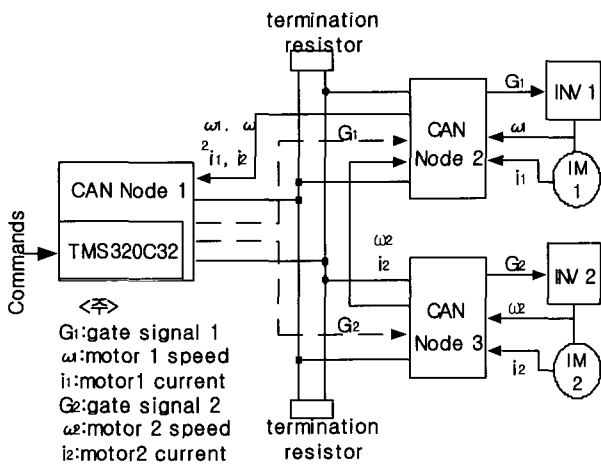 termination
resistor
G1
INV 1
ω1, ω
2
i1, i2
G1
CAN
Node 2
ω1
i1
IM
1
CAN Node 1
TMS320C32
Commands
ω2
i2
G2
INV 2
CAN
Node 3
ω2
i2
IM
2
G2
<주>
G1:gate signal 1
ω1:motor 1 speed
i1:motor1 current
G2:gate signal 2
ω2:motor 2 speed
i2:motor2 current
termination
resistor